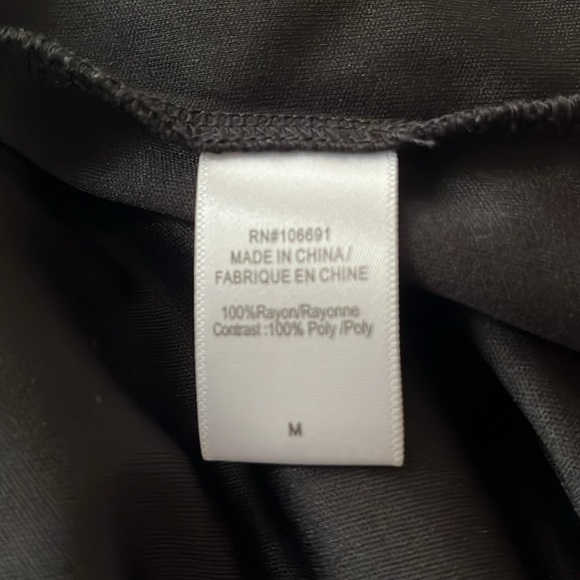 RN#106691
MADE IN CHINA/
FABRIQUE EN CHINE
100%Rayon/Rayonne
Contrast :100% Poly /Poly
M